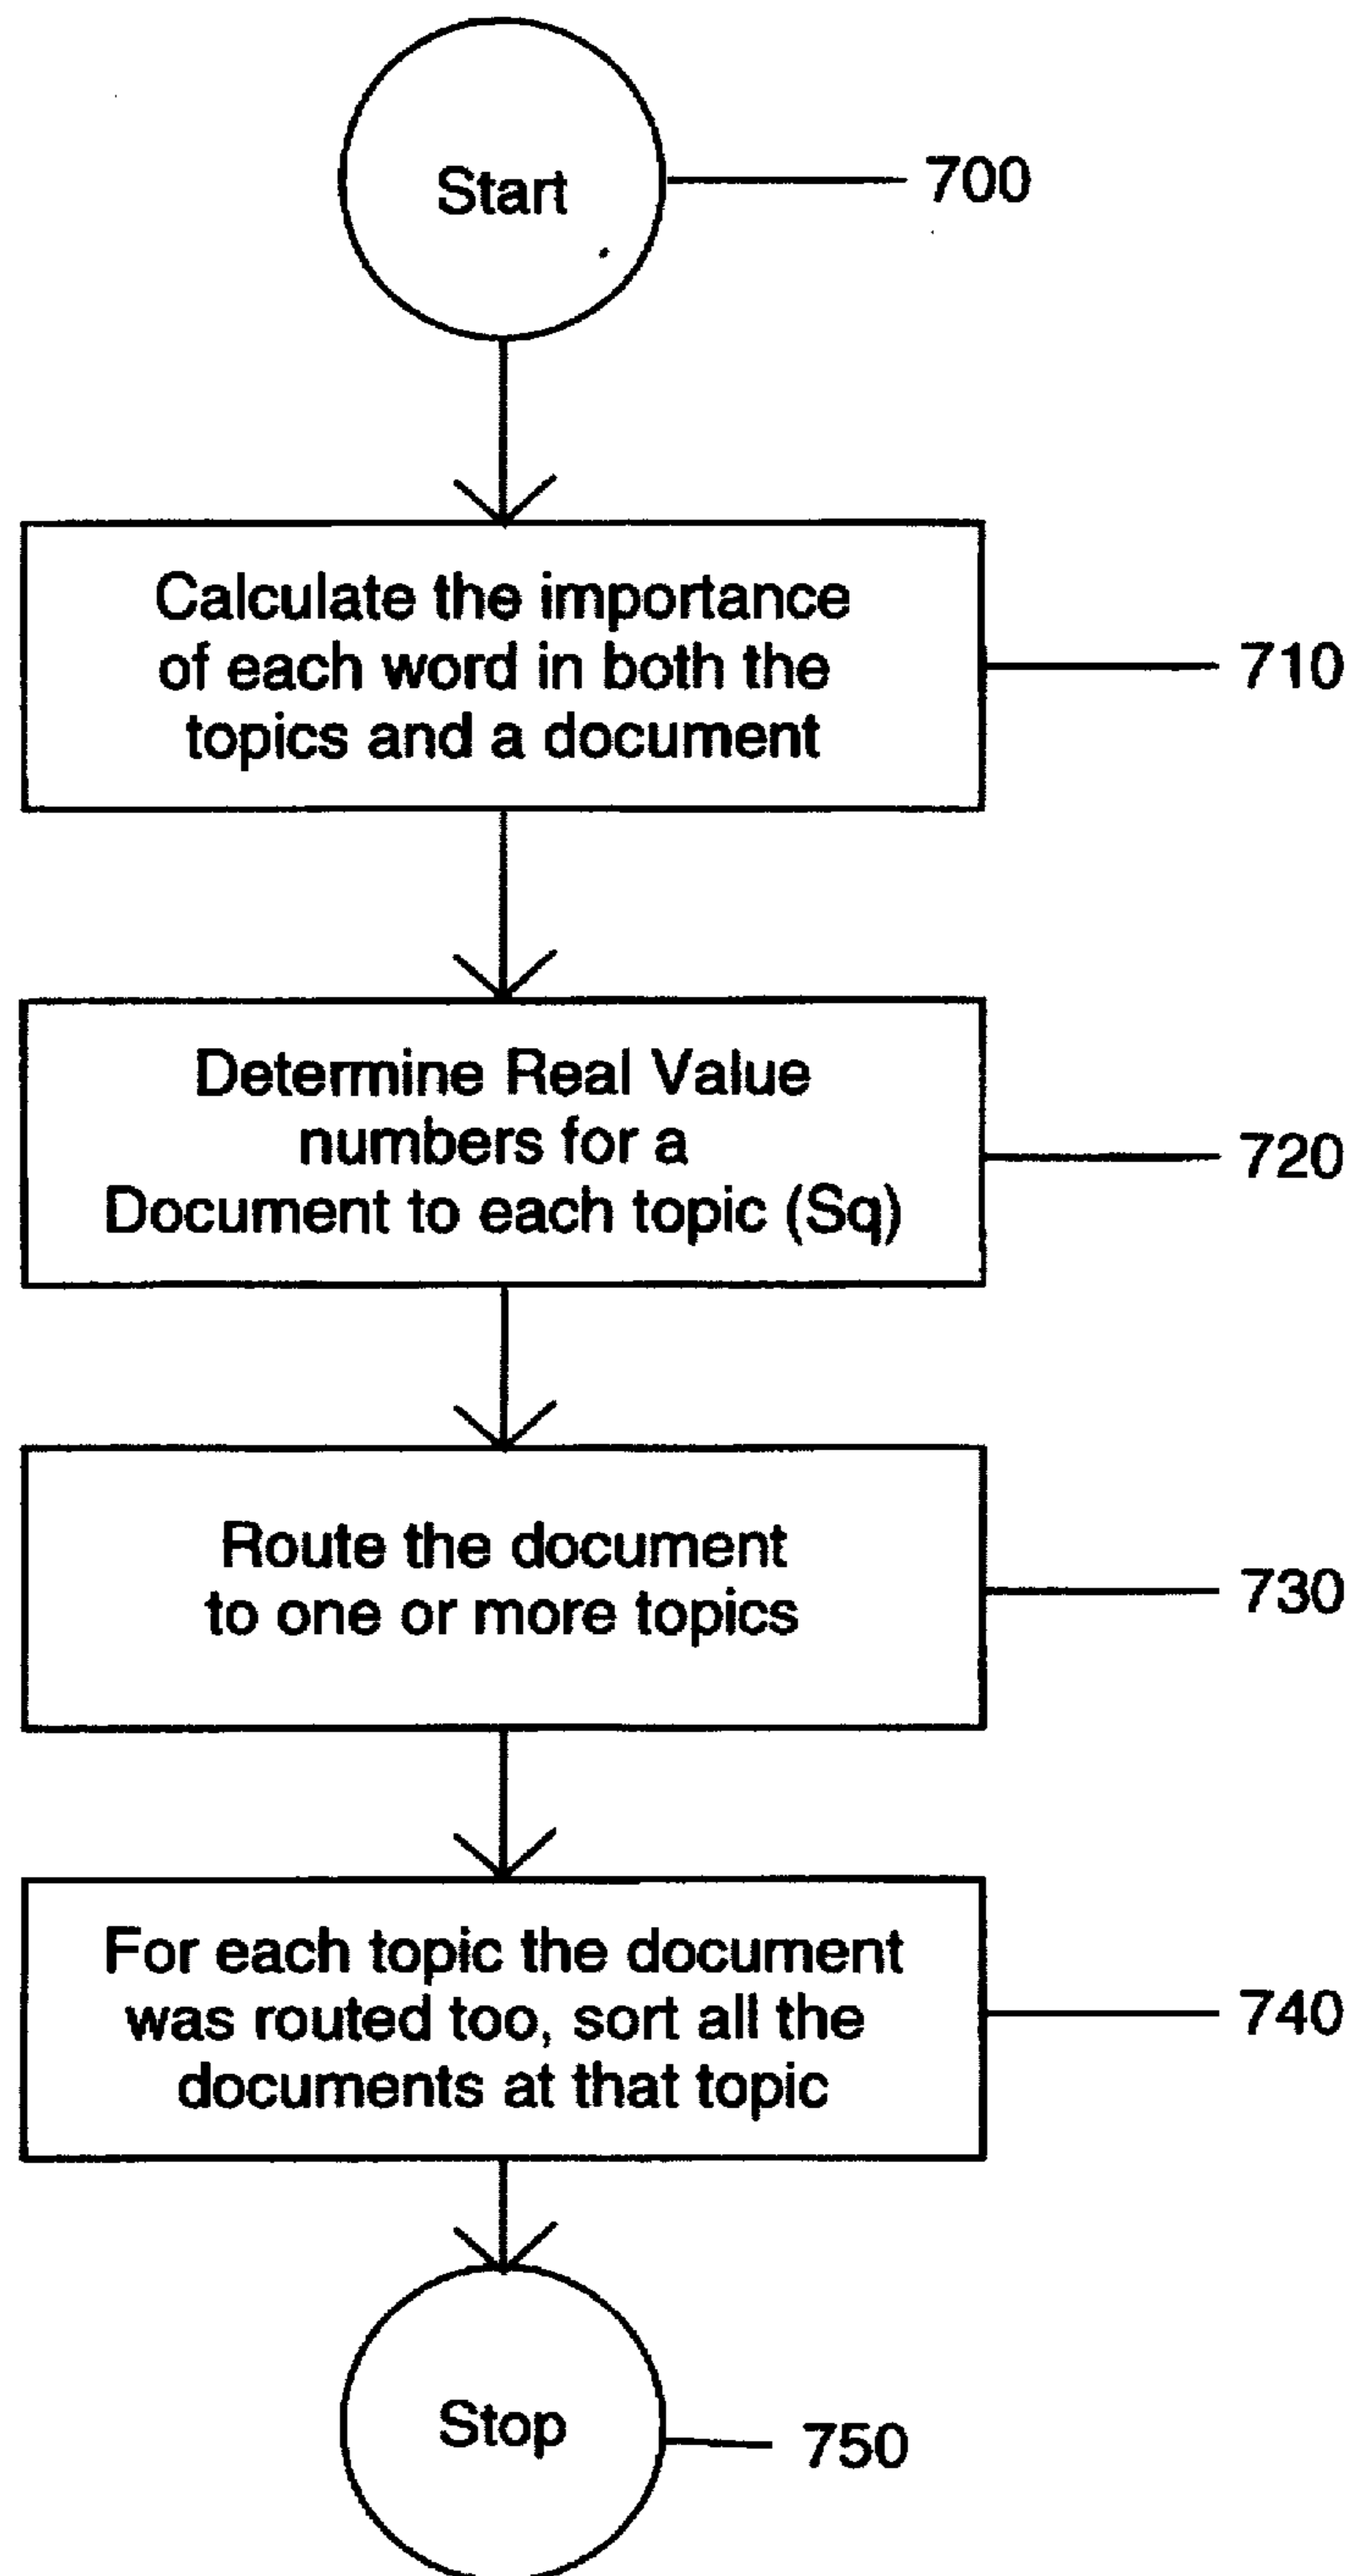 Start
700
Calculate the importance
of each word in both the
topics and a document
710
Determine Real Value
numbers for a
Document to each topic (Sq)
720
Route the document
to one or more topics
730
For each topic the document
was routed too, sort all the
documents at that topic
740
Stop
750